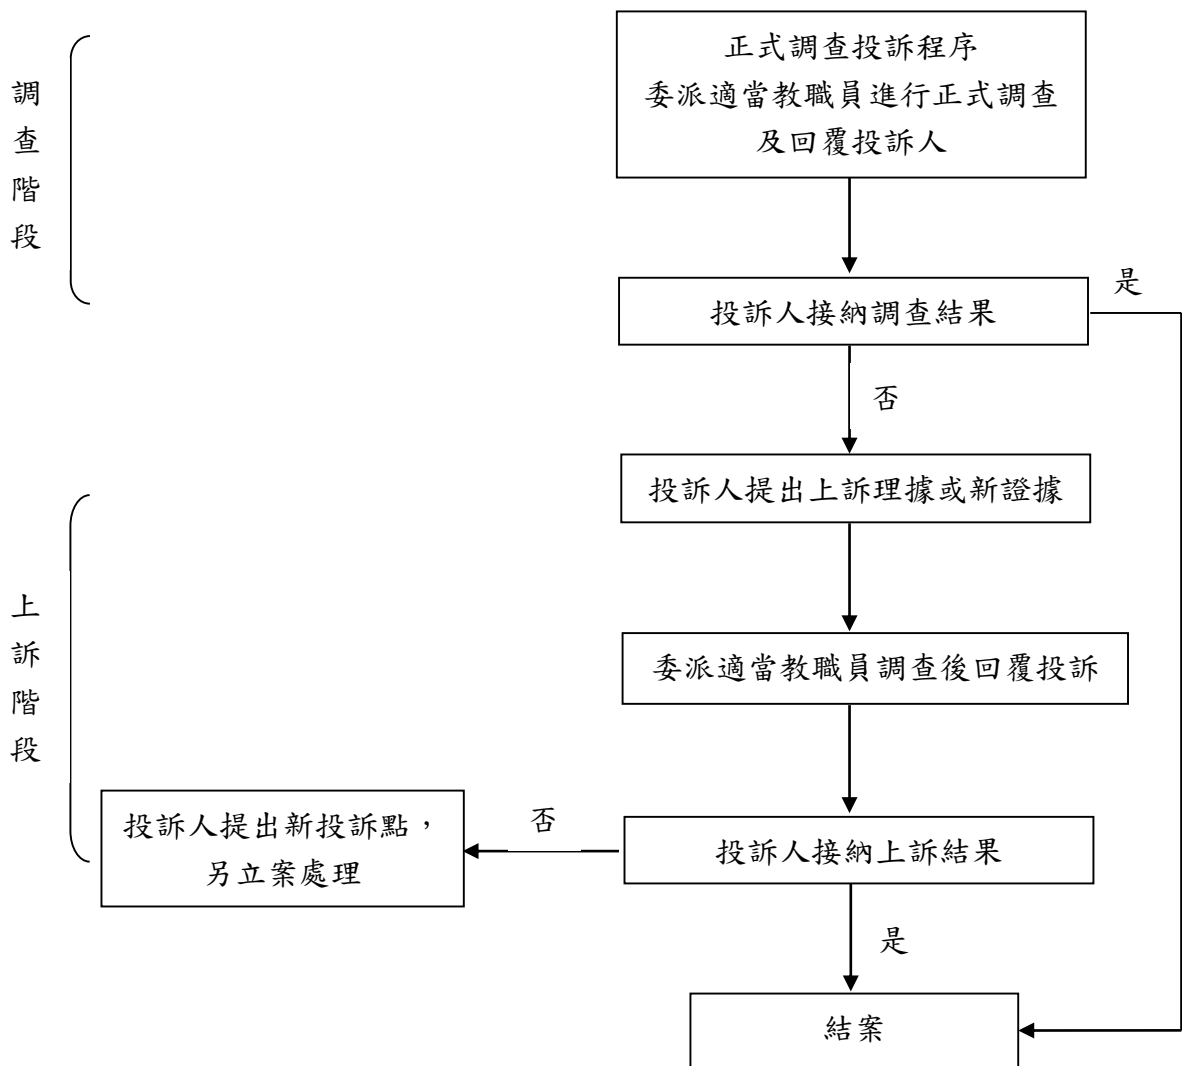 調查階段
正式調查投訴程序
委派適當教職員進行正式調查
及回覆投訴人
是
投訴人接納調查結果
否
上訴階段
投訴人提出上訴理據或新證據
委派適當教職員調查後回覆投訴
投訴人提出新投訴點，
另立案處理
否
投訴人接納上訴結果
是
結案